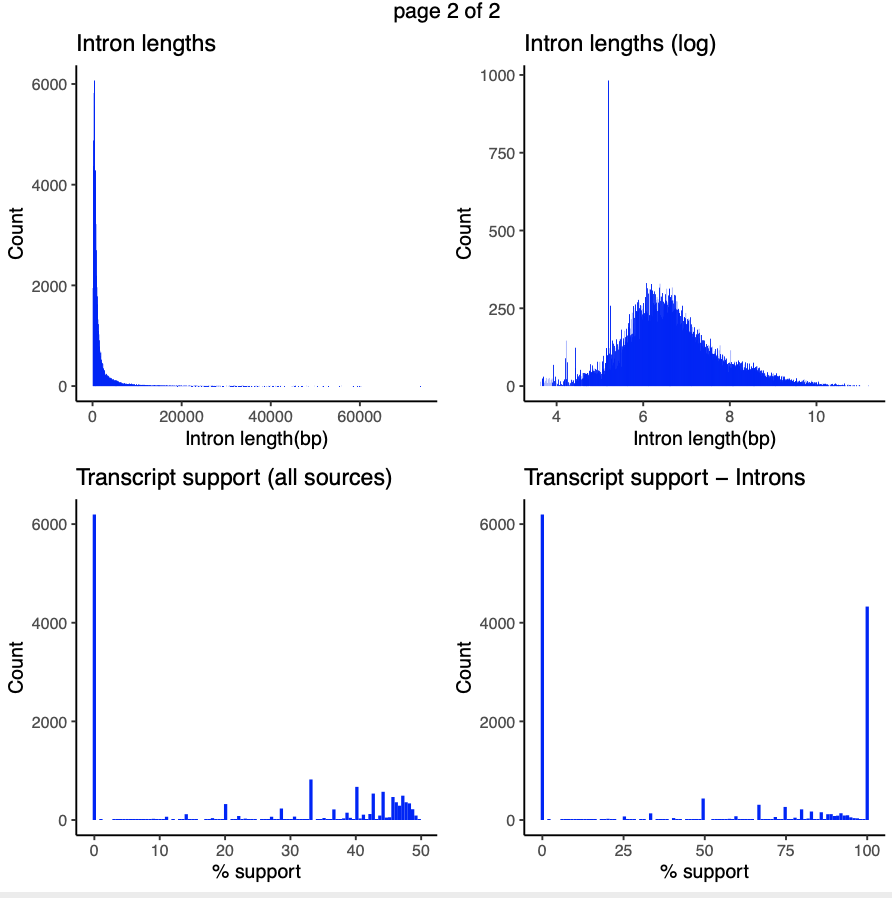 page 2 of 2
Intron lengths
Count
6000
4000
2000
0
0 20000 40000 60000
Intron length(bp)
Intron lengths (log)
Count
1000
750
500
250
0
4 6 8 10
Intron length(bp)
Transcript support (all sources)
Count
6000
4000
2000
0
0 10 20 30 40 50
% support
Transcript support − Introns
Count
6000
4000
2000
0
0 25 50 75 100
% support